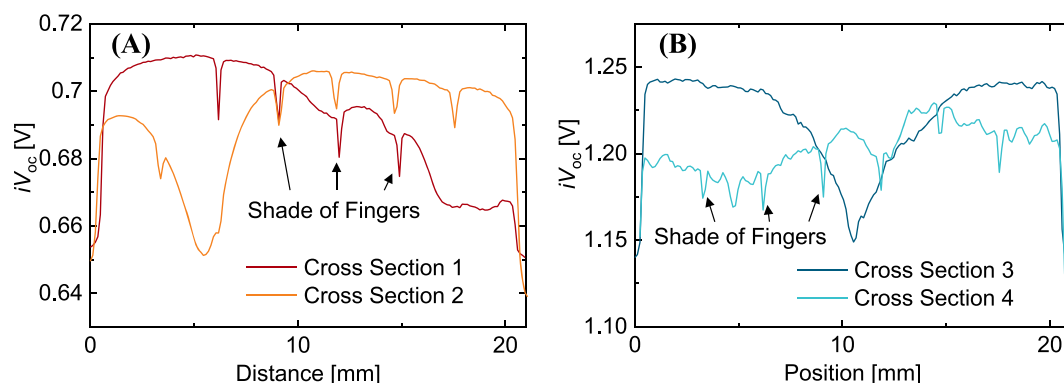 (A)
iVoc [V]
0.72
0.7
0.68
0.66
0.64
Shade of Fingers
Cross Section 1
Cross Section 2
0
10
20
Distance [mm]
(B)
iVoc [V]
1.25
1.20
1.15
1.10
Shade of Fingers
Cross Section 3
Cross Section 4
0
10
20
Position [mm]